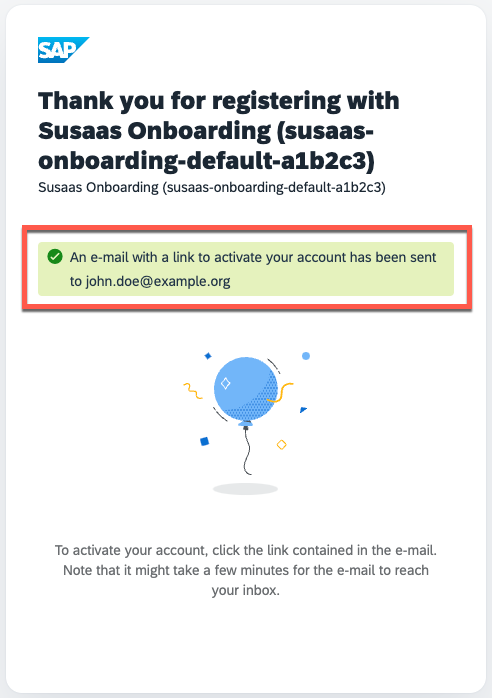 SAP
Thank you for registering with
Susaas Onboarding (susaas-
onboarding-default-a1b2c3)
Susaas Onboarding (susaas-onboarding-default-a1b2c3)
An e-mail with a link to activate your account has been sent
to john.doe@example.org
To activate your account, click the link contained in the e-mail.
Note that it might take a few minutes for the e-mail to reach
your inbox.